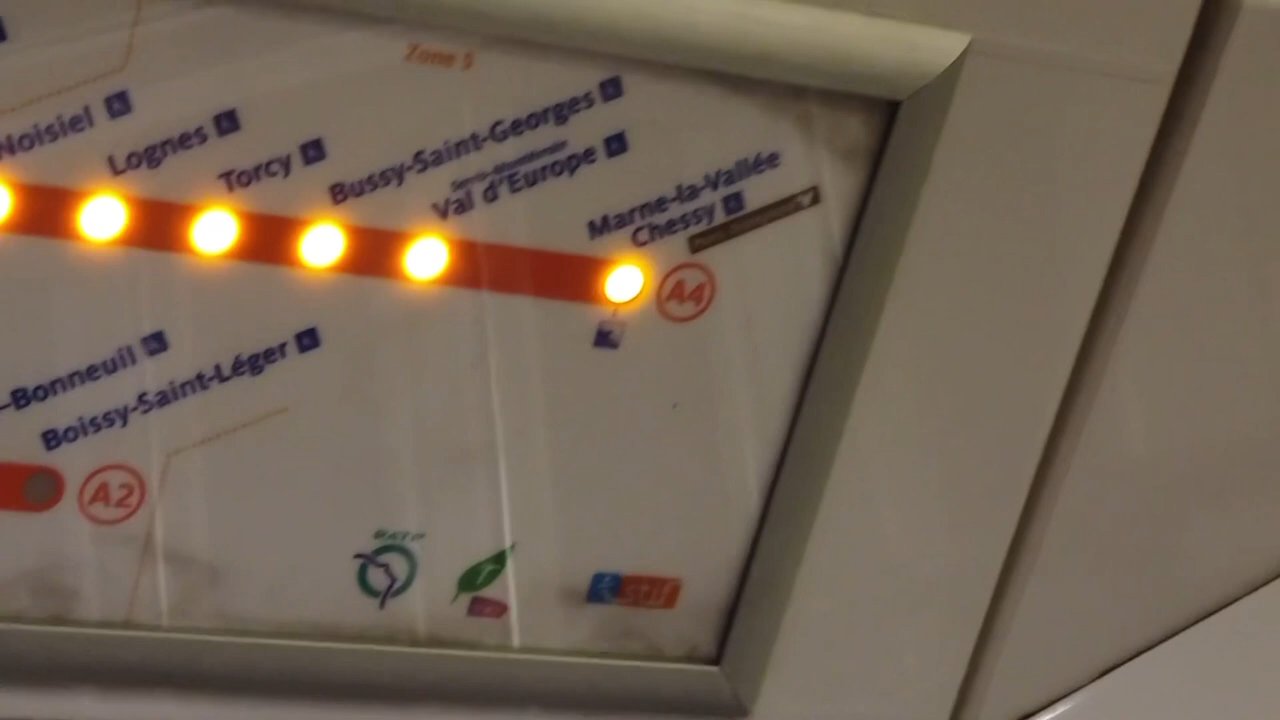 Zone 5
Noisiel
Lognes
Torcy
Bussy-Saint-Georges
Val d'Europe
Marne-la-Vallée
Chessy
A4
-Bonneuil
Boissy-Saint-Léger
A2
stif